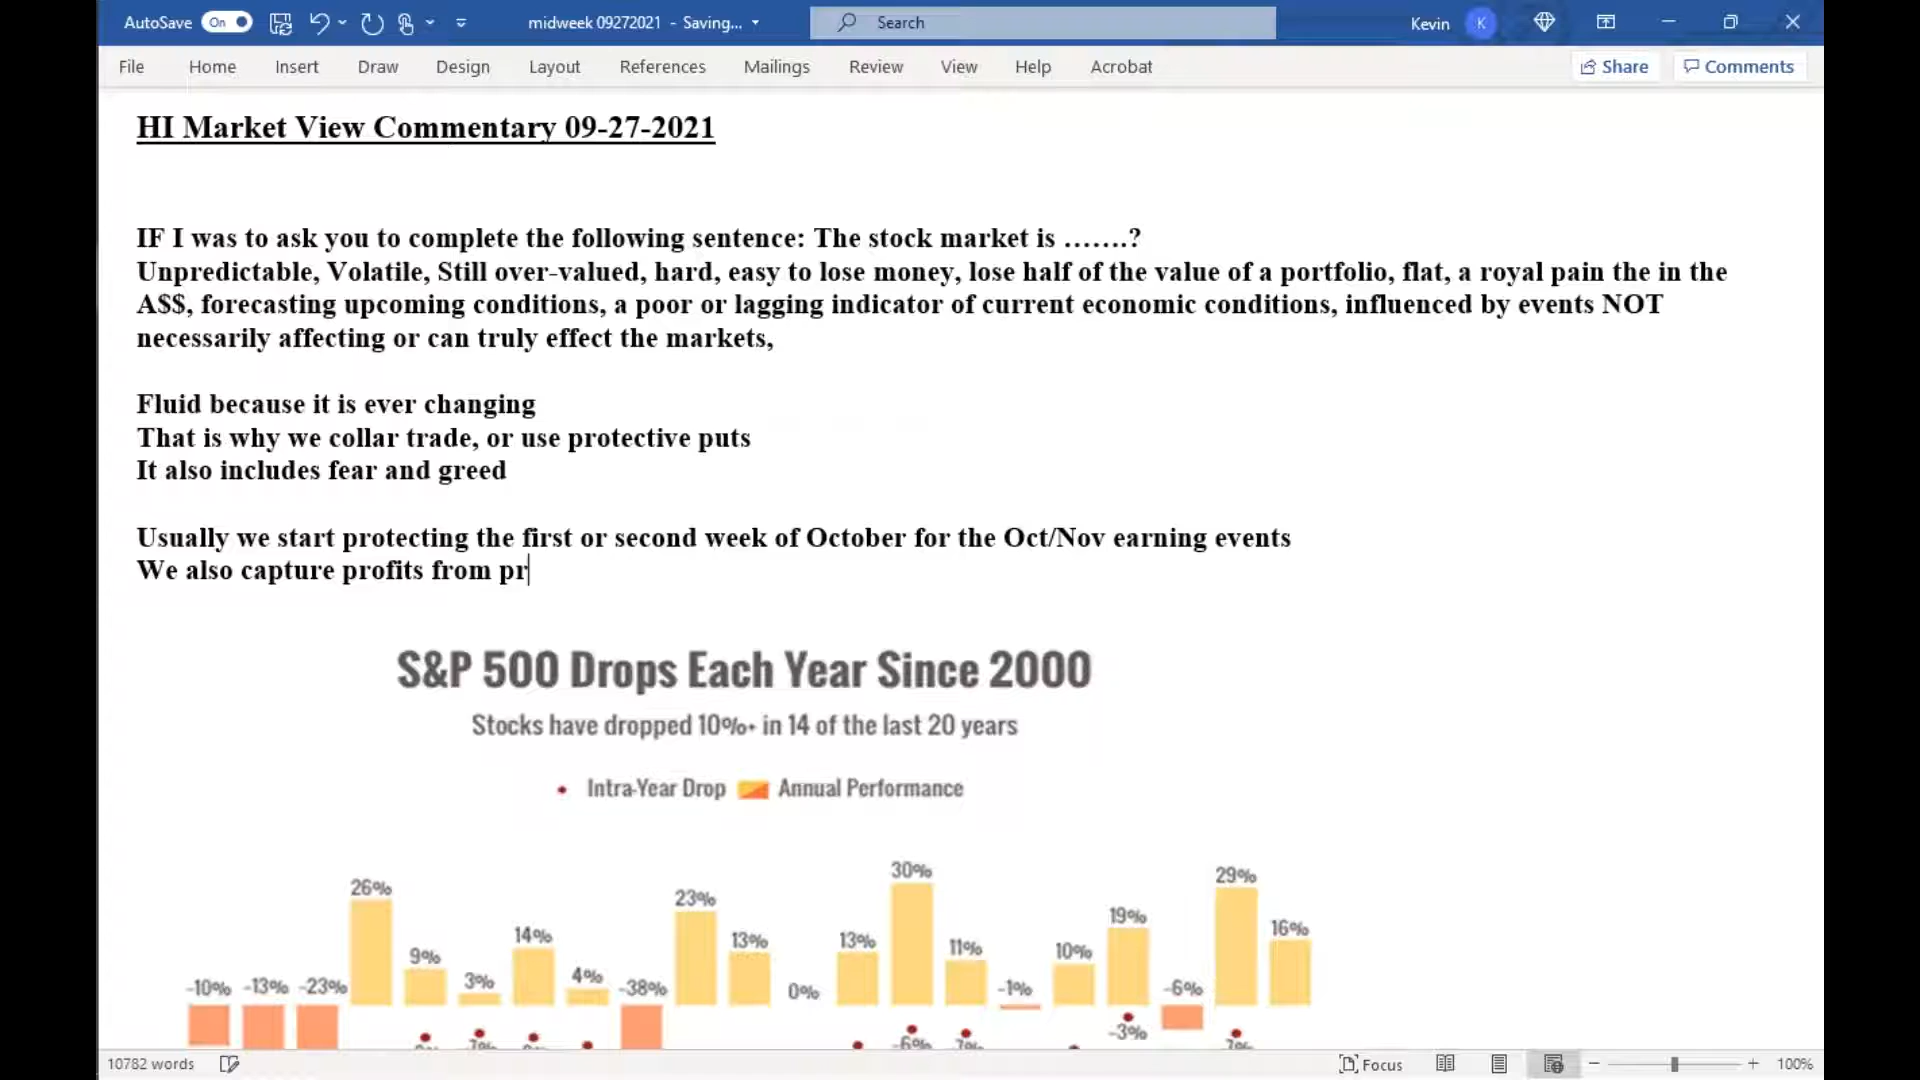 AutoSave On midweek 09272021 - Saving... Search Kevin K
File Home Insert Draw Design Layout References Mailings Review View Help Acrobat Share Comments
HI Market View Commentary 09-27-2021
IF I was to ask you to complete the following sentence: The stock market is …….?
Unpredictable, Volatile, Still over-valued, hard, easy to lose money, lose half of the value of a portfolio, flat, a royal pain the in the
A$$, forecasting upcoming conditions, a poor or lagging indicator of current economic conditions, influenced by events NOT
necessarily affecting or can truly effect the markets,
Fluid because it is ever changing
That is why we collar trade, or use protective puts
It also includes fear and greed
Usually we start protecting the first or second week of October for the Oct/Nov earning events
We also capture profits from pr
S&P 500 Drops Each Year Since 2000
Stocks have dropped 10%+ in 14 of the last 20 years
Intra-Year Drop Annual Performance
-10% -13% -23% 26% 9% 3% 14% 4% -38% 23% 13% 0% 13% 30% 11% -1% 10% 19% -6% 29% 16%
-6% -7% -3%
10782 words Focus 100%